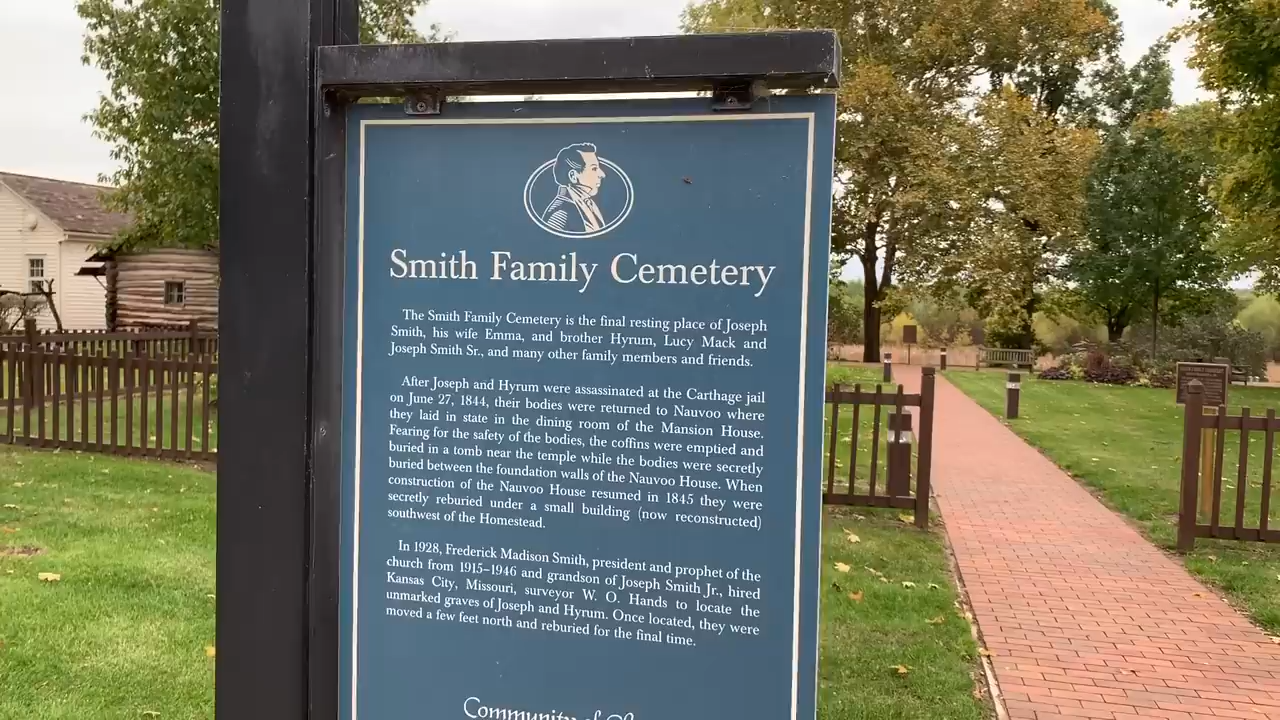 Smith Family Cemetery
The Smith Family Cemetery is the final resting place of Joseph
Smith, his wife Emma, and brother Hyrum, Lucy Mack and
Joseph Smith Sr., and many other family members and friends.
After Joseph and Hyrum were assassinated at the Carthage jail
on June 27, 1844, their bodies were returned to Nauvoo where
they laid in state in the dining room of the Mansion House.
Fearing for the safety of the bodies, the coffins were emptied and
buried in a tomb near the temple while the bodies were secretly
buried between the foundation walls of the Nauvoo House. When
construction of the Nauvoo House resumed in 1845 they were
secretly reburied under a small building (now reconstructed)
southwest of the Homestead.
In 1928, Frederick Madison Smith, president and prophet of the
church from 1915–1946 and grandson of Joseph Smith Jr., hired
Kansas City, Missouri, surveyor W. O. Hands to locate the
unmarked graves of Joseph and Hyrum. Once located, they were
moved a few feet north and reburied for the final time.
Community of